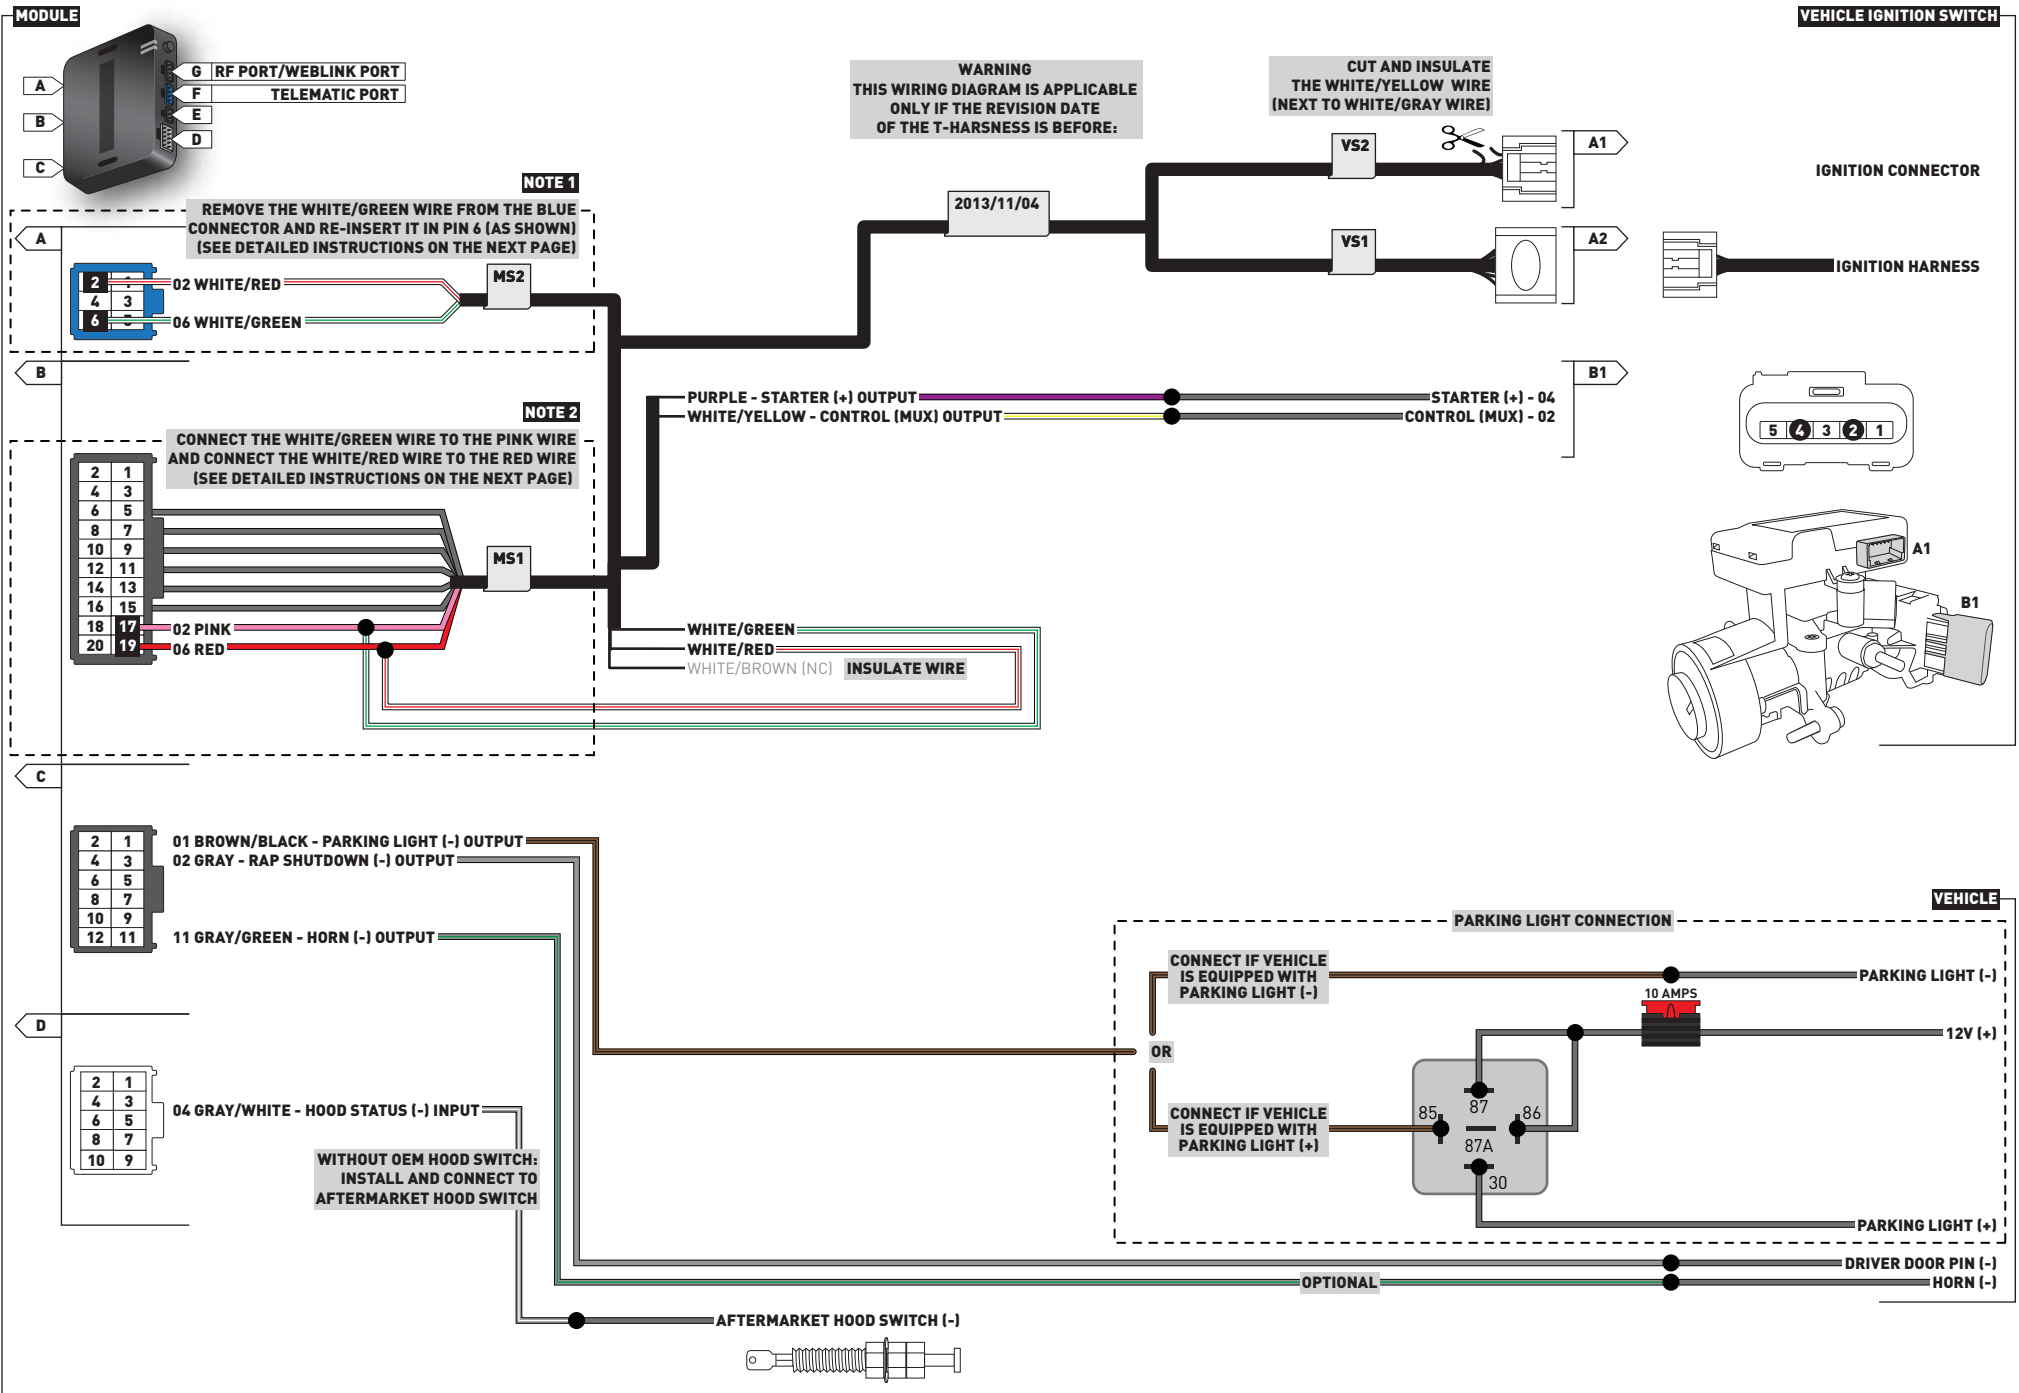 MODULE
VEHICLE IGNITION SWITCH
A
B
C
G RF PORT/WEBLINK PORT
F TELEMATIC PORT
E
D
WARNING
THIS WIRING DIAGRAM IS APPLICABLE
ONLY IF THE REVISION DATE
OF THE T-HARSNESS IS BEFORE:
2013/11/04
CUT AND INSULATE
THE WHITE/YELLOW WIRE
(NEXT TO WHITE/GRAY WIRE)
VS2
A1
IGNITION CONNECTOR
VS1
A2
IGNITION HARNESS
NOTE 1
REMOVE THE WHITE/GREEN WIRE FROM THE BLUE
CONNECTOR AND RE-INSERT IT IN PIN 6 (AS SHOWN)
(SEE DETAILED INSTRUCTIONS ON THE NEXT PAGE)
A
2 1
4 3
6 5
02 WHITE/RED
06 WHITE/GREEN
MS2
B
NOTE 2
CONNECT THE WHITE/GREEN WIRE TO THE PINK WIRE
AND CONNECT THE WHITE/RED WIRE TO THE RED WIRE
(SEE DETAILED INSTRUCTIONS ON THE NEXT PAGE)
PURPLE - STARTER (+) OUTPUT
STARTER (+) - 04
WHITE/YELLOW - CONTROL (MUX) OUTPUT
CONTROL (MUX) - 02
B1
5 4 3 2 1
A1
B1
2 1
4 3
6 5
8 7
10 9
12 11
14 13
16 15
18 17
20 19
02 PINK
06 RED
MS1
WHITE/GREEN
WHITE/RED
WHITE/BROWN (NC) INSULATE WIRE
C
2 1
4 3
6 5
8 7
10 9
12 11
01 BROWN/BLACK - PARKING LIGHT (-) OUTPUT
02 GRAY - RAP SHUTDOWN (-) OUTPUT
11 GRAY/GREEN - HORN (-) OUTPUT
VEHICLE
PARKING LIGHT CONNECTION
CONNECT IF VEHICLE
IS EQUIPPED WITH
PARKING LIGHT (-)
PARKING LIGHT (-)
10 AMPS
12V (+)
OR
CONNECT IF VEHICLE
IS EQUIPPED WITH
PARKING LIGHT (+)
85
87
86
87A
30
PARKING LIGHT (+)
D
2 1
4 3
6 5
8 7
10 9
04 GRAY/WHITE - HOOD STATUS (-) INPUT
WITHOUT OEM HOOD SWITCH:
INSTALL AND CONNECT TO
AFTERMARKET HOOD SWITCH
DRIVER DOOR PIN (-)
OPTIONAL
HORN (-)
AFTERMARKET HOOD SWITCH (-)